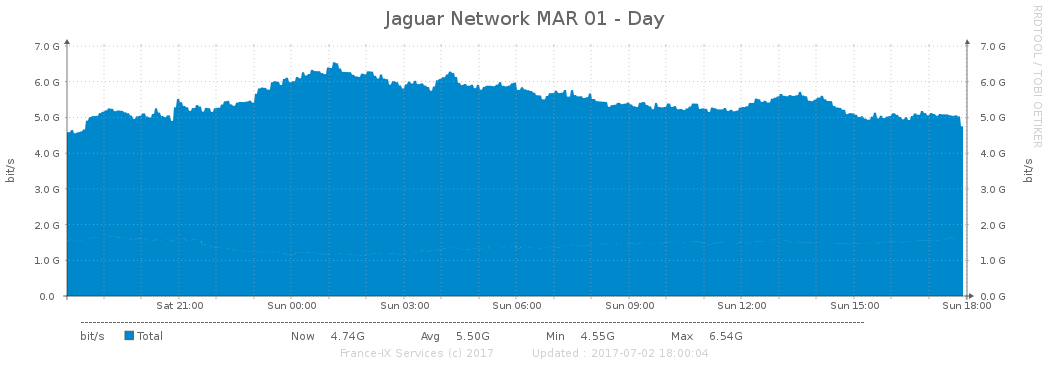 Jaguar Network MAR 01 - Day
RRDTOOL / TOBI OETIKER
7.0 G 7.0 G
6.0 G 6.0 G
5.0 G 5.0 G
4.0 G 4.0 G
3.0 G 3.0 G
2.0 G 2.0 G
1.0 G 1.0 G
0.0 0.0 G
bit/s bit/s
Sat 21:00 Sun 00:00 Sun 03:00 Sun 06:00 Sun 09:00 Sun 12:00 Sun 15:00 Sun 18:00
bit/s Total Now 4.74G Avg 5.50G Min 4.55G Max 6.54G
France-IX Services (c) 2017 Updated : 2017-07-02 18:00:04